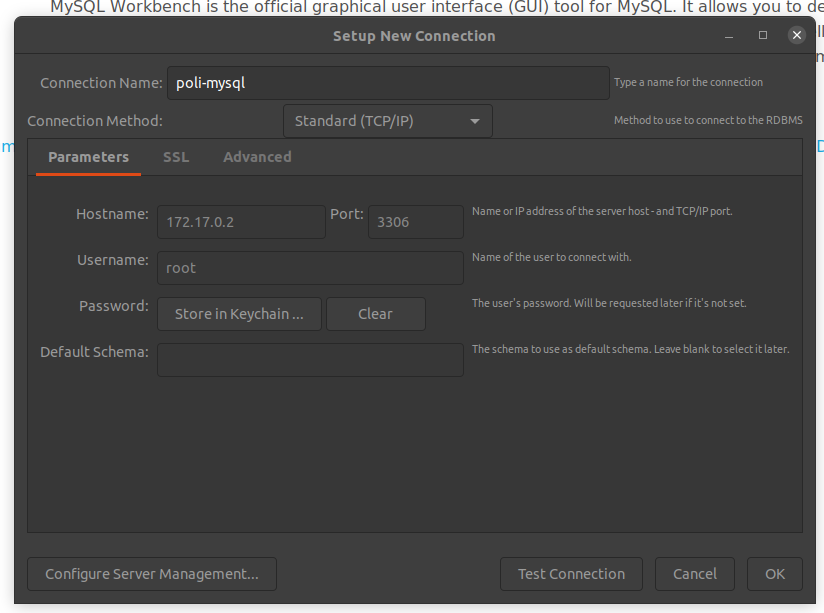 MySQL Workbench is the official graphical user interface (GUI) tool for MySQL. It allows you to de
Setup New Connection
Connection Name: poli-mysql Type a name for the connection
Connection Method: Standard (TCP/IP) Method to use to connect to the RDBMS
Parameters SSL Advanced
Hostname: 172.17.0.2 Port: 3306 Name or IP address of the server host - and TCP/IP port.
Username: root Name of the user to connect with.
Password: Store in Keychain ... Clear The user's password. Will be requested later if it's not set.
Default Schema: The schema to use as default schema. Leave blank to select it later.
Configure Server Management... Test Connection Cancel OK